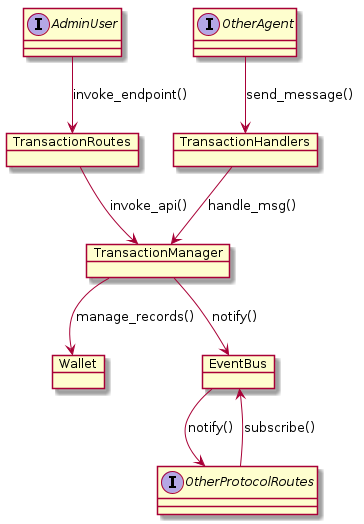 I AdminUser
I OtherAgent
invoke_endpoint()
send_message()
TransactionRoutes
TransactionHandlers
invoke_api()
handle_msg()
TransactionManager
manage_records()
notify()
Wallet
EventBus
notify()
subscribe()
I OtherProtocolRoutes